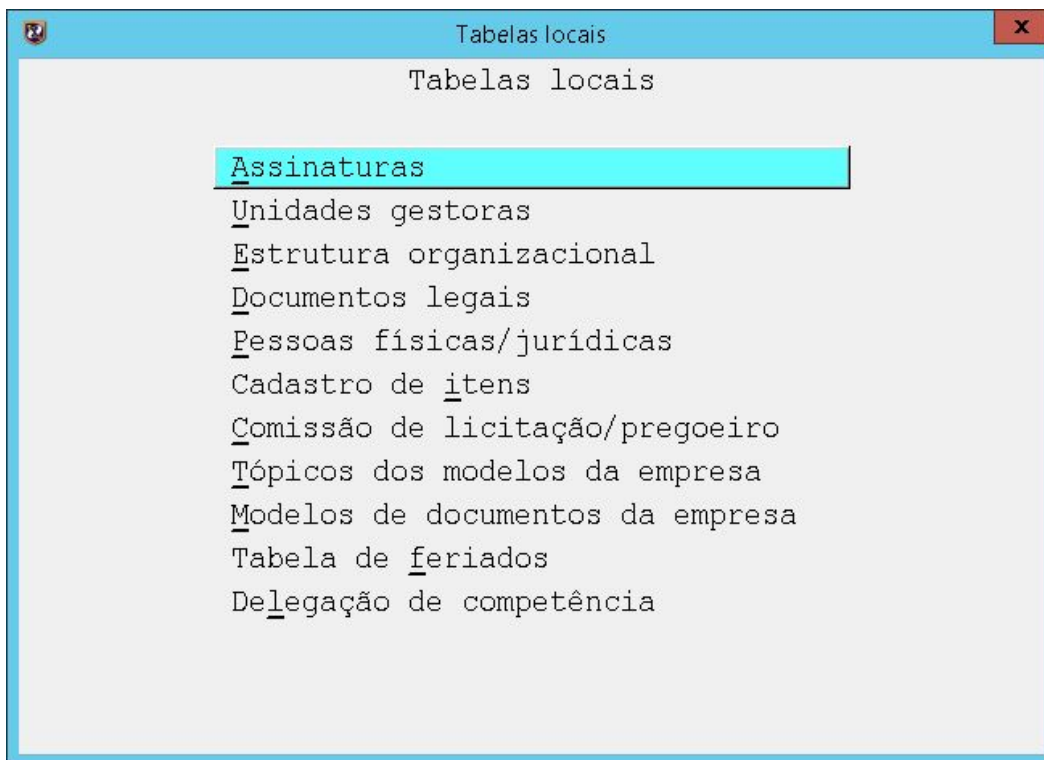 Tabelas locais
x
Tabelas locais
Assinaturas
Unidades gestoras
Estrutura organizacional
Documentos legais
Pessoas físicas/jurídicas
Cadastro de itens
Comissão de licitação/pregoeiro
Tópicos dos modelos da empresa
Modelos de documentos da empresa
Tabela de feriados
Delegação de competência